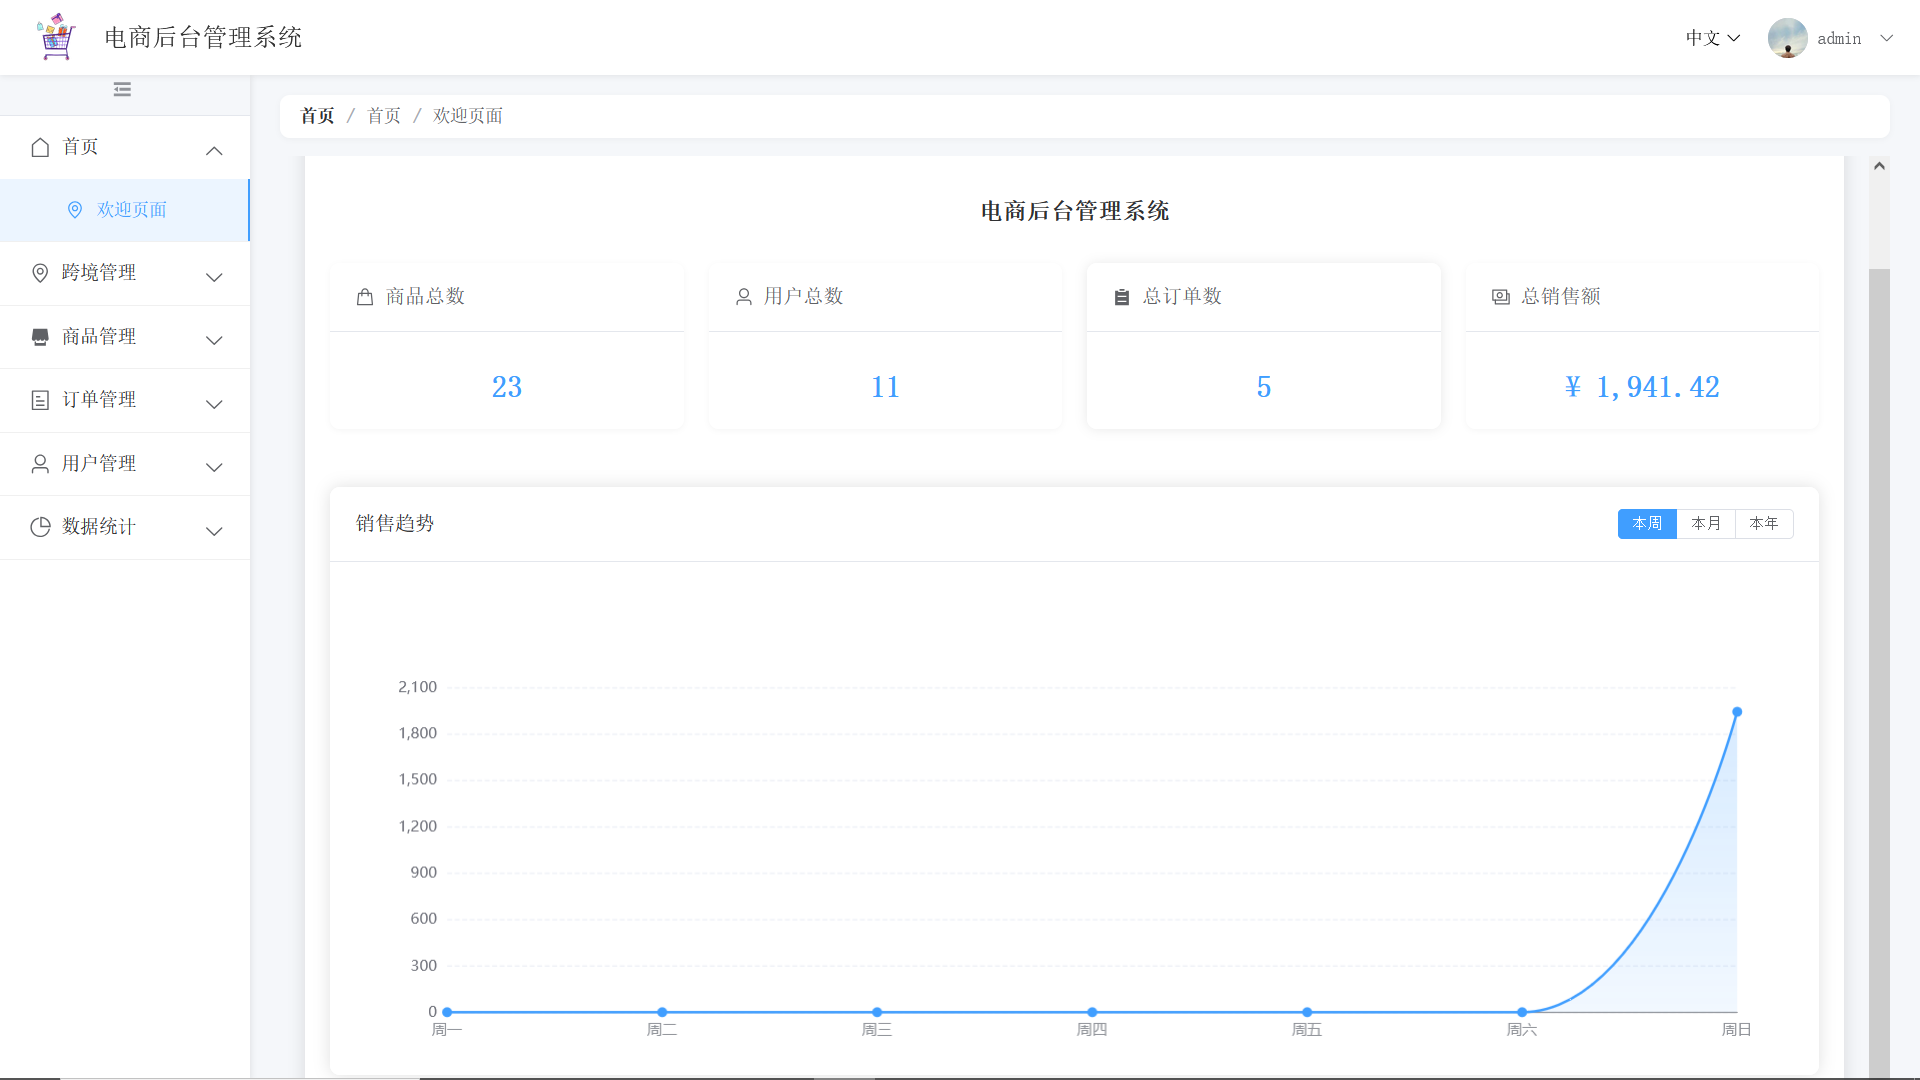 电商后台管理系统
中文
admin
首页
欢迎页面
跨境管理
商品管理
订单管理
用户管理
数据统计
首页 / 首页 / 欢迎页面
电商后台管理系统
商品总数
23
用户总数
11
总订单数
5
总销售额
¥ 1,941.42
销售趋势
本周 本月 本年
2,100
1,800
1,500
1,200
900
600
300
0
周一 周二 周三 周四 周五 周六 周日